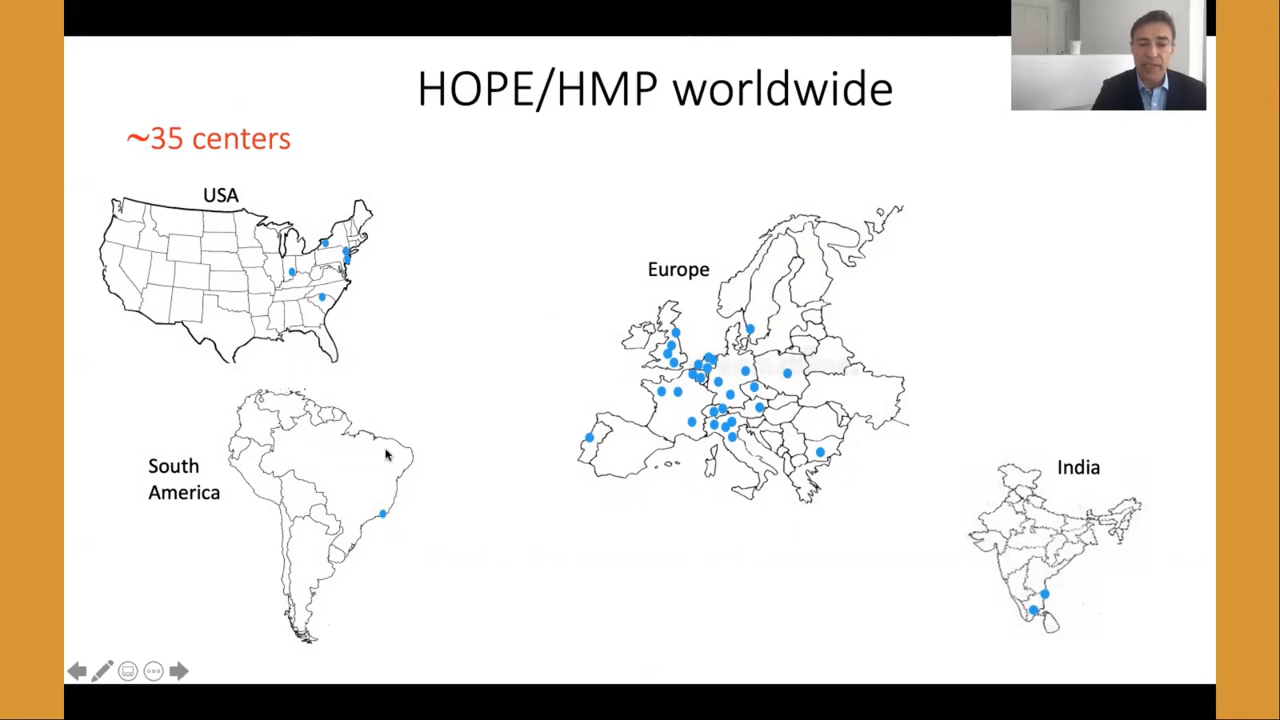 HOPE/HMP worldwide
~35 centers
USA
Europe
South
America
India